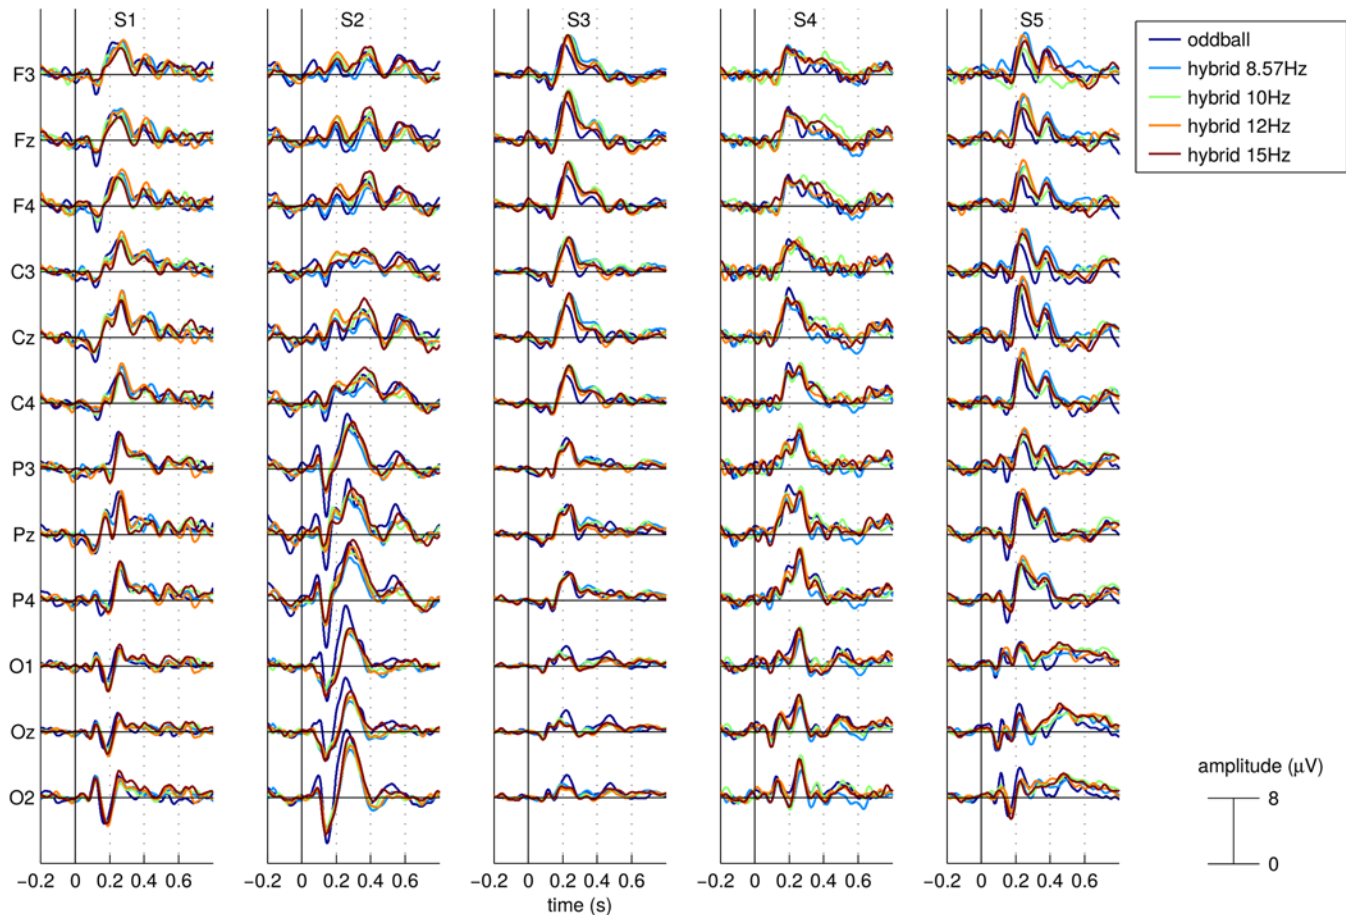 S1 S2 S3 S4 S5
oddball
hybrid 8.57Hz
hybrid 10Hz
hybrid 12Hz
hybrid 15Hz
F3
Fz
F4
C3
Cz
C4
P3
Pz
P4
O1
Oz
O2
amplitude (μV)
8
0
−0.2 0 0.2 0.4 0.6 −0.2 0 0.2 0.4 0.6 −0.2 0 0.2 0.4 0.6 −0.2 0 0.2 0.4 0.6 −0.2 0 0.2 0.4 0.6
time (s)